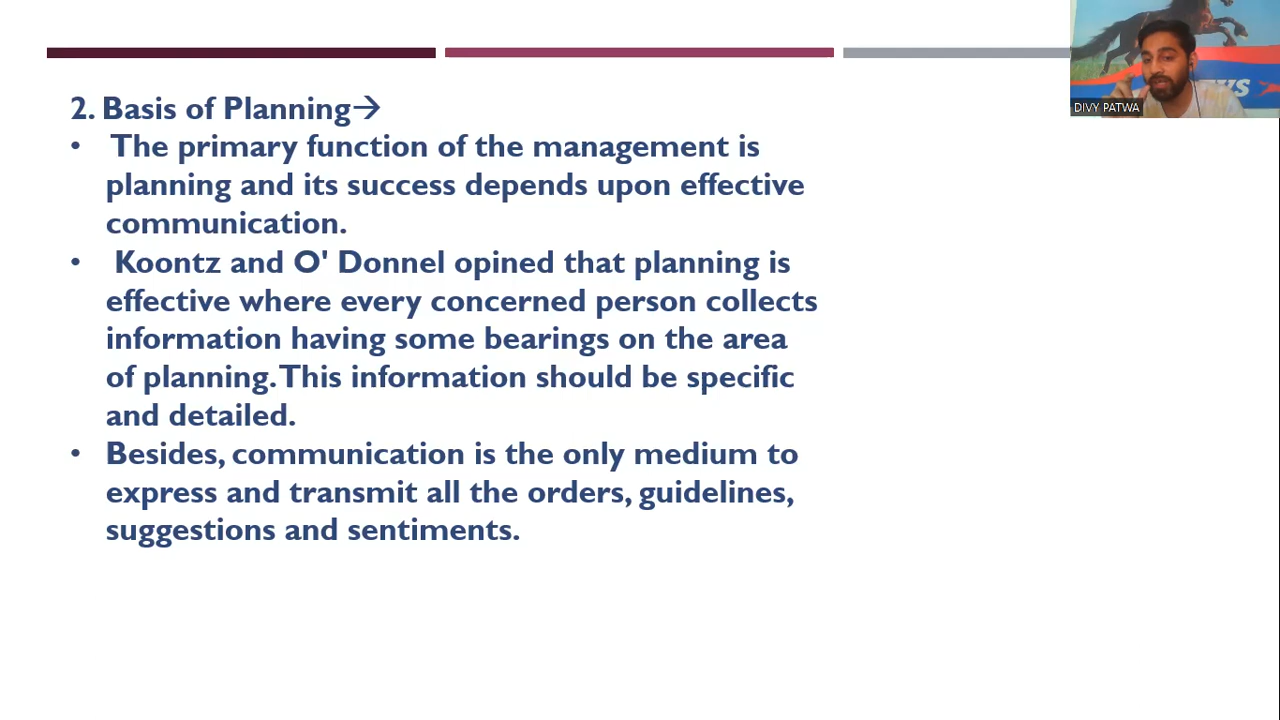 2. Basis of Planning→
• The primary function of the management is
planning and its success depends upon effective
communication.
• Koontz and O' Donnel opined that planning is
effective where every concerned person collects
information having some bearings on the area
of planning. This information should be specific
and detailed.
• Besides, communication is the only medium to
express and transmit all the orders, guidelines,
suggestions and sentiments.
DIVY PATWA